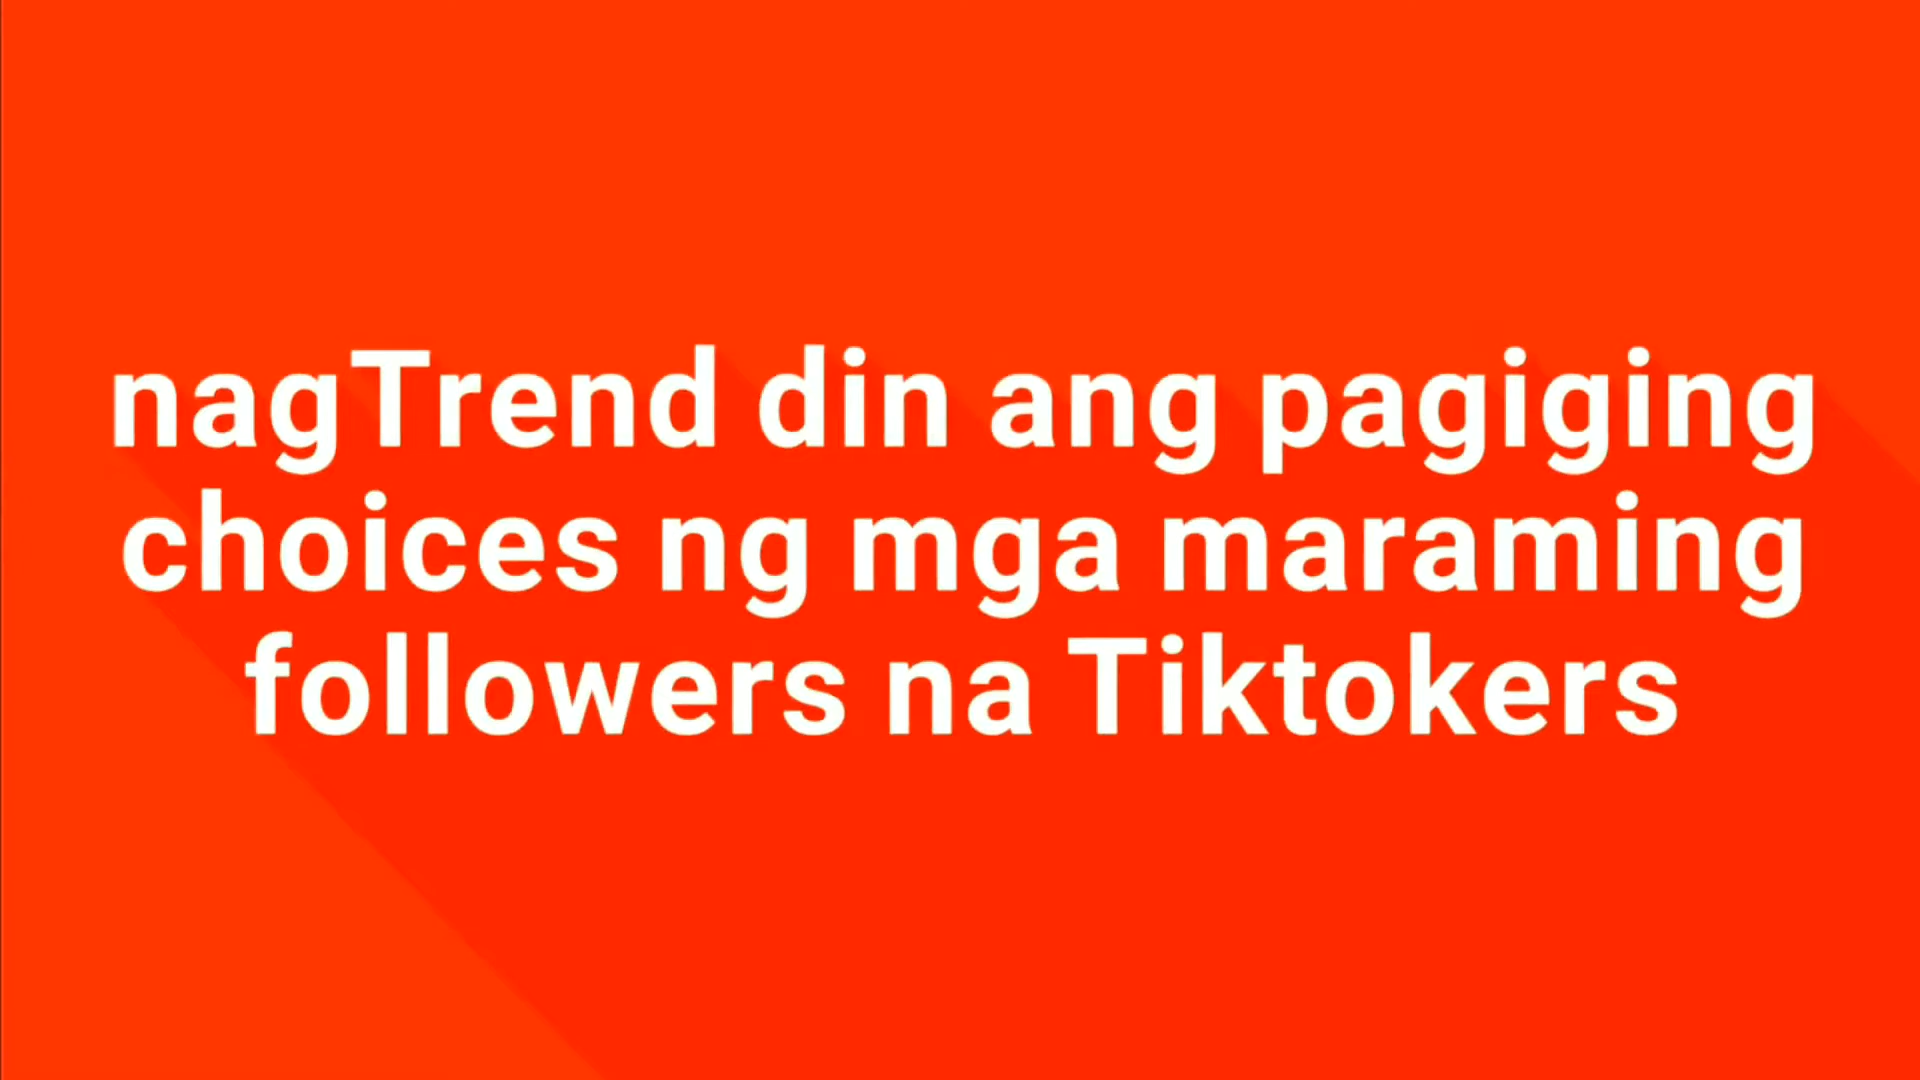 nagTrend din ang pagiging
choices ng mga maraming
followers na Tiktokers